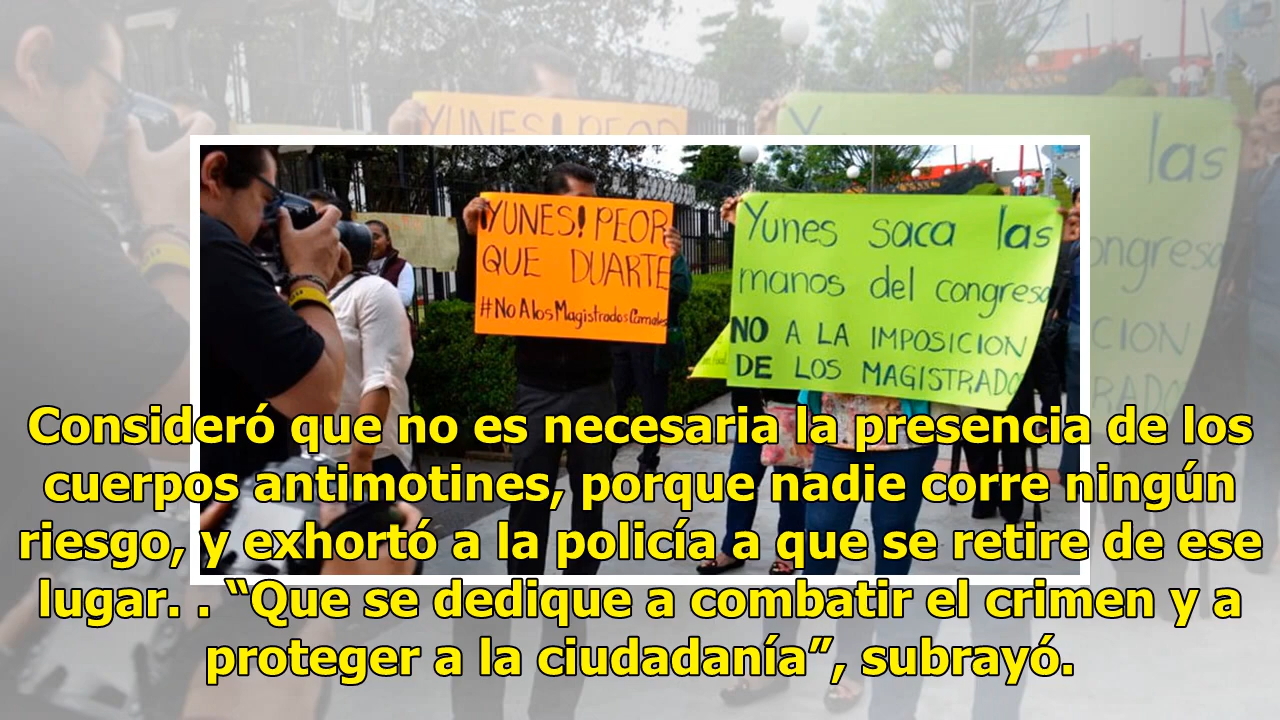 YUNES! PEOR
QUE DUARTE
#NoAlosMagistradosCarnales
Yunes saca las
manos del congreso
NO A LA IMPOSICION
DE LOS MAGISTRADO
Consideró que no es necesaria la presencia de los
cuerpos antimotines, porque nadie corre ningún
riesgo, y exhortó a la policía a que se retire de ese
lugar. . “Que se dedique a combatir el crimen y a
proteger a la ciudadanía”, subrayó.